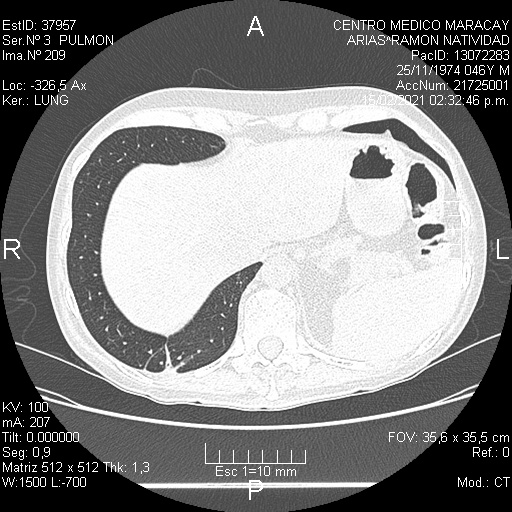 EstID: 37957
Ser.Nº 3 PULMON
Ima.Nº 209
Loc: -326,5 Ax
Ker.: LUNG
A
CENTRO MEDICO MARACAY
ARIAS^RAMON NATIVIDAD
PacID: 13072283
25/11/1974 046Y M
AccNum: 21725001
15/02/2021 02:32:46 p.m.
R
L
KV: 100
mA: 207
Tilt: 0.000000
Seg: 0,9
Matriz 512 x 512 Thk: 1,3
W:1500 L:-700
Esc 1=10 mm
P
FOV: 35,6 x 35,5 cm
Ref.: 0
Mod.: CT